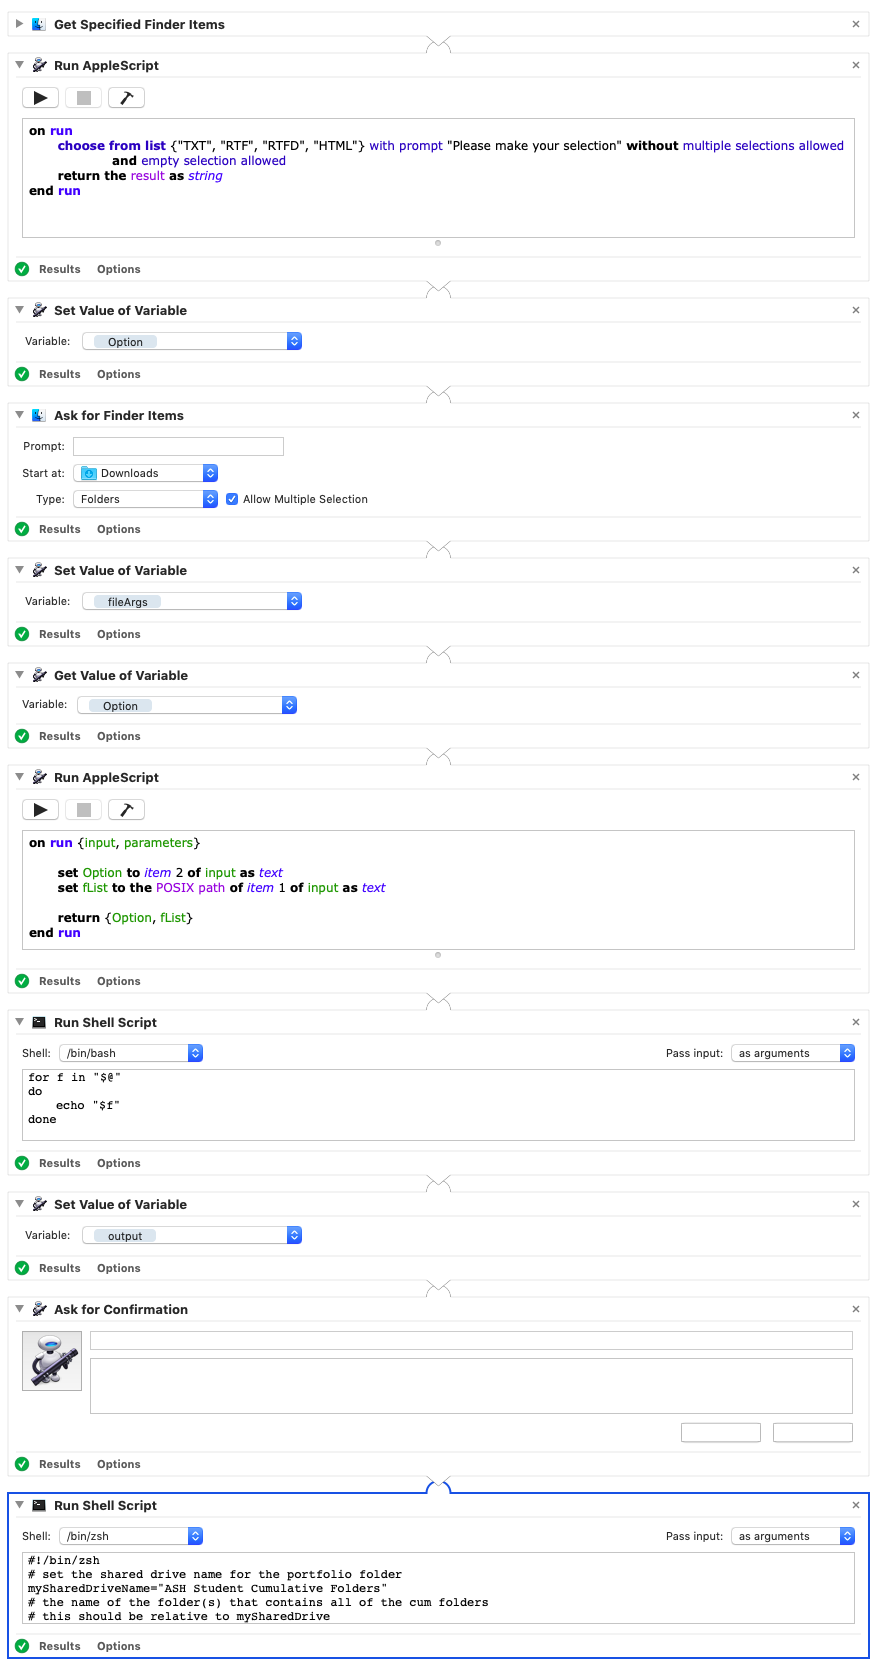 Get Specified Finder Items
Run AppleScript
on run
choose from list {"TXT", "RTF", "RTFD", "HTML"} with prompt "Please make your selection" without multiple selections allowed
and empty selection allowed
return the result as string
end run
Results Options
Set Value of Variable
Variable: Option
Results Options
Ask for Finder Items
Prompt:
Start at: Downloads
Type: Folders Allow Multiple Selection
Results Options
Set Value of Variable
Variable: fileArgs
Results Options
Get Value of Variable
Variable: Option
Results Options
Run AppleScript
on run {input, parameters}
set Option to item 2 of input as text
set fList to the POSIX path of item 1 of input as text
return {Option, fList}
end run
Results Options
Run Shell Script
Shell: /bin/bash Pass input: as arguments
for f in "$@"
do
echo "$f"
done
Results Options
Set Value of Variable
Variable: output
Results Options
Ask for Confirmation
Results Options
Run Shell Script
Shell: /bin/zsh Pass input: as arguments
#!/bin/zsh
# set the shared drive name for the portfolio folder
mySharedDriveName="ASH Student Cumulative Folders"
# the name of the folder(s) that contains all of the cum folders
# this should be relative to mySharedDrive
Results Options